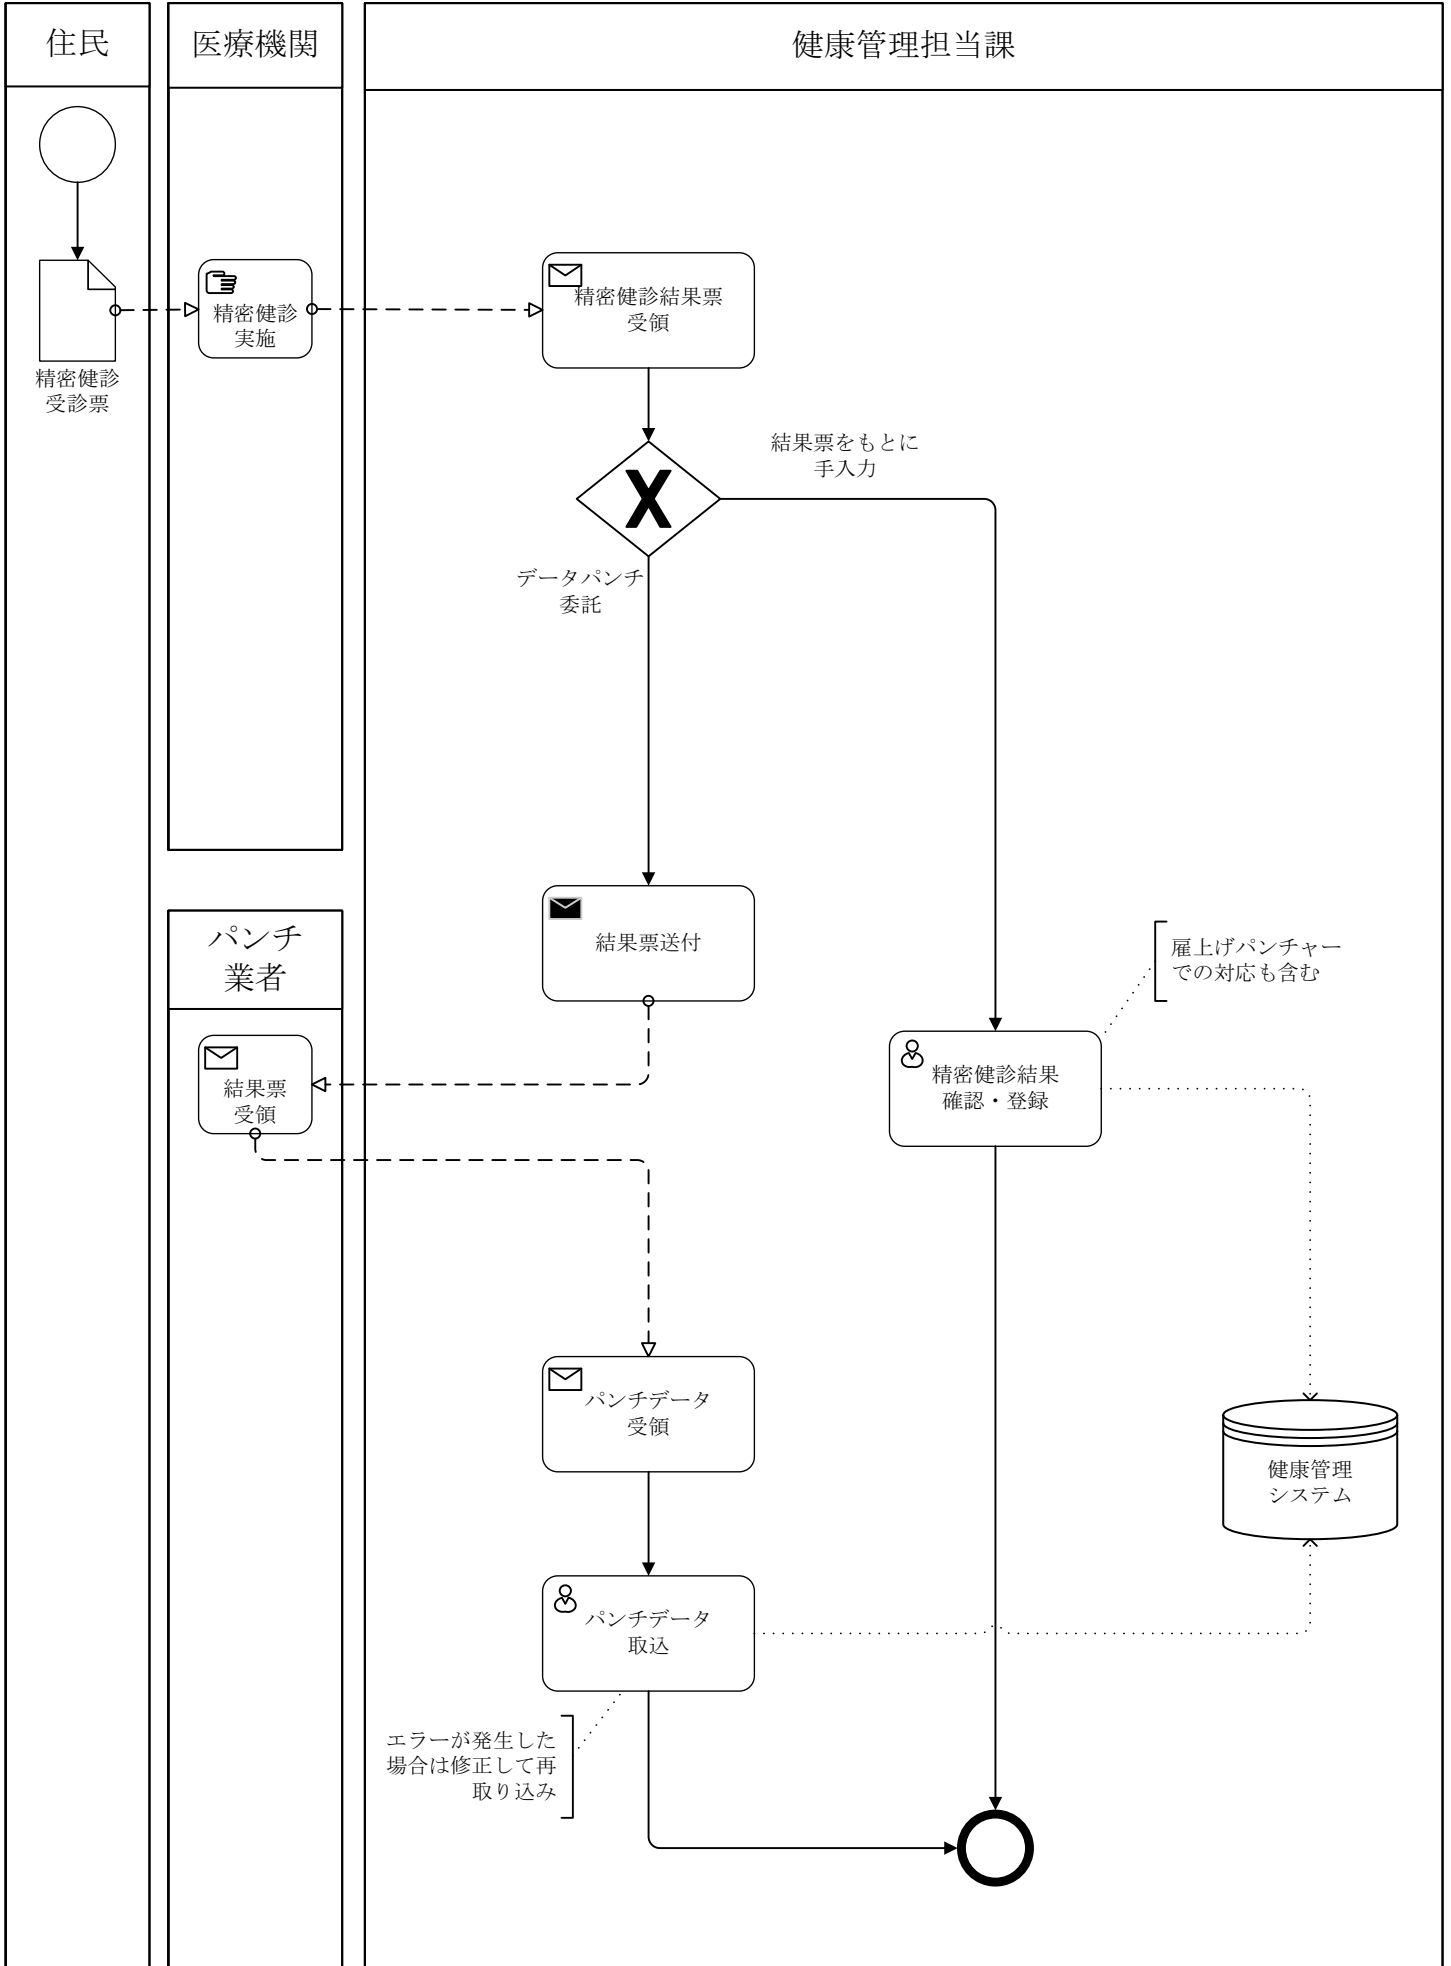 住民
医療機関
健康管理担当課
精密健診
受診票
精密健診
実施
精密健診結果票
受領
結果票をもとに
手入力
データパンチ
委託
結果票送付
パンチ
業者
結果票
受領
雇上げパンチャー
での対応も含む
精密健診結果
確認・登録
パンチデータ
受領
健康管理
システム
パンチデータ
取込
エラーが発生した
場合は修正して再
取り込み